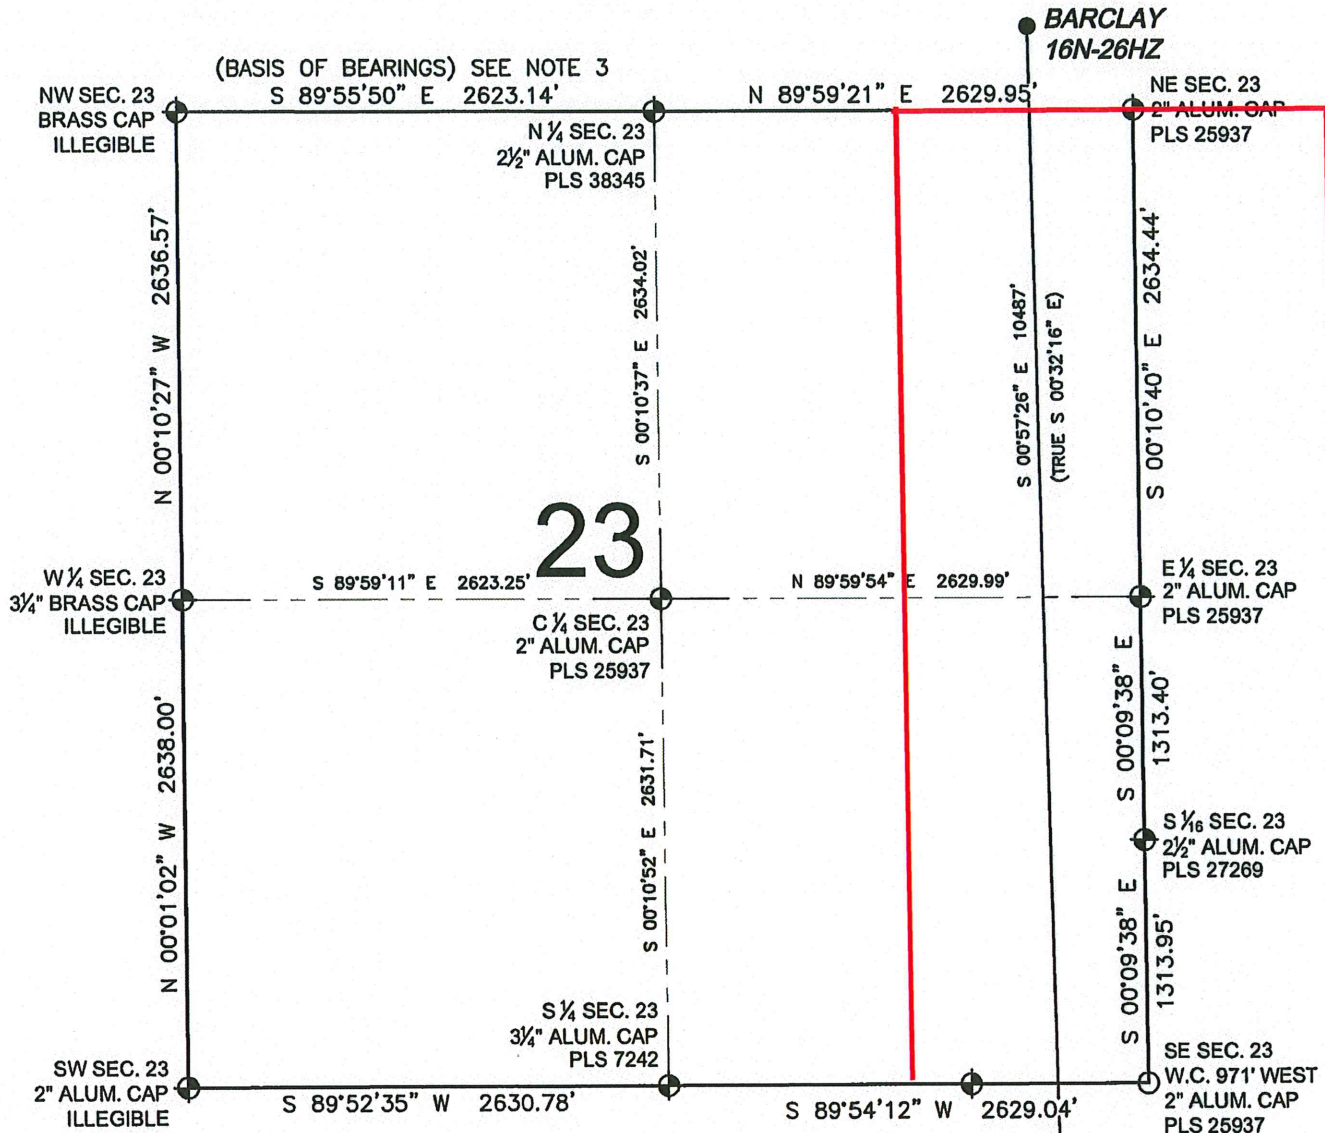 BARCLAY
16N-26HZ
(BASIS OF BEARINGS) SEE NOTE 3
S 89°55'50" E 2623.14'
N 89°59'21" E 2629.95'
NW SEC. 23
BRASS CAP
ILLEGIBLE
N ¼ SEC. 23
2½" ALUM. CAP
PLS 38345
NE SEC. 23
2" ALUM. CAP
PLS 25937
N 00°10'27" W 2636.57'
S 00°10'37" E 2634.02'
S 00°57'26" E 10487'
(TRUE S 00°32'16" E)
S 00°10'40" E 2634.44'
23
W ¼ SEC. 23
3¼" BRASS CAP
ILLEGIBLE
S 89°59'11" E 2623.25'
N 89°59'54" E 2629.99'
C ¼ SEC. 23
2" ALUM. CAP
PLS 25937
E ¼ SEC. 23
2" ALUM. CAP
PLS 25937
N 00°01'02" W 2638.00'
S 00°10'52" E 2631.71'
S 00°09'38" E
1313.40'
S 1⁄16 SEC. 23
2½" ALUM. CAP
PLS 27269
S 00°09'38" E
1313.95'
S ¼ SEC. 23
3¼" ALUM. CAP
PLS 7242
SW SEC. 23
2" ALUM. CAP
ILLEGIBLE
S 89°52'35" W 2630.78'
S 89°54'12" W 2629.04'
SE SEC. 23
W.C. 971' WEST
2" ALUM. CAP
PLS 25937